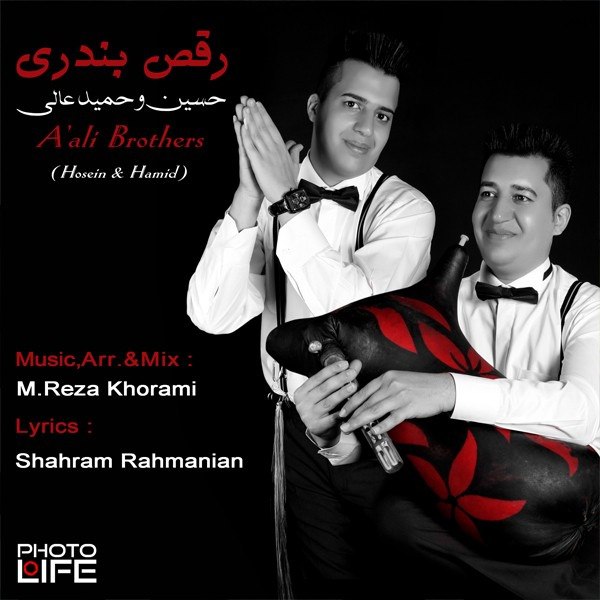 رقص بندری
حسین و حمید عالی
A'ali Brothers
(Hosein & Hamid)
Music,Arr.&Mix :
M.Reza Khorami
Lyrics :
Shahram Rahmanian
PHOTO
LIFE